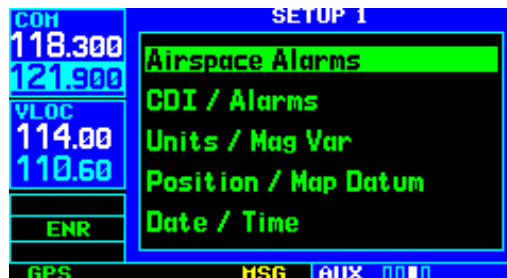 COM
118.300
121.900
VLOC
114.00
110.60
ENR
SETUP 1
Airspace Alarms
CDI / Alarms
Units / Mag Var
Position / Map Datum
Date / Time
GPS
MSG
AUX